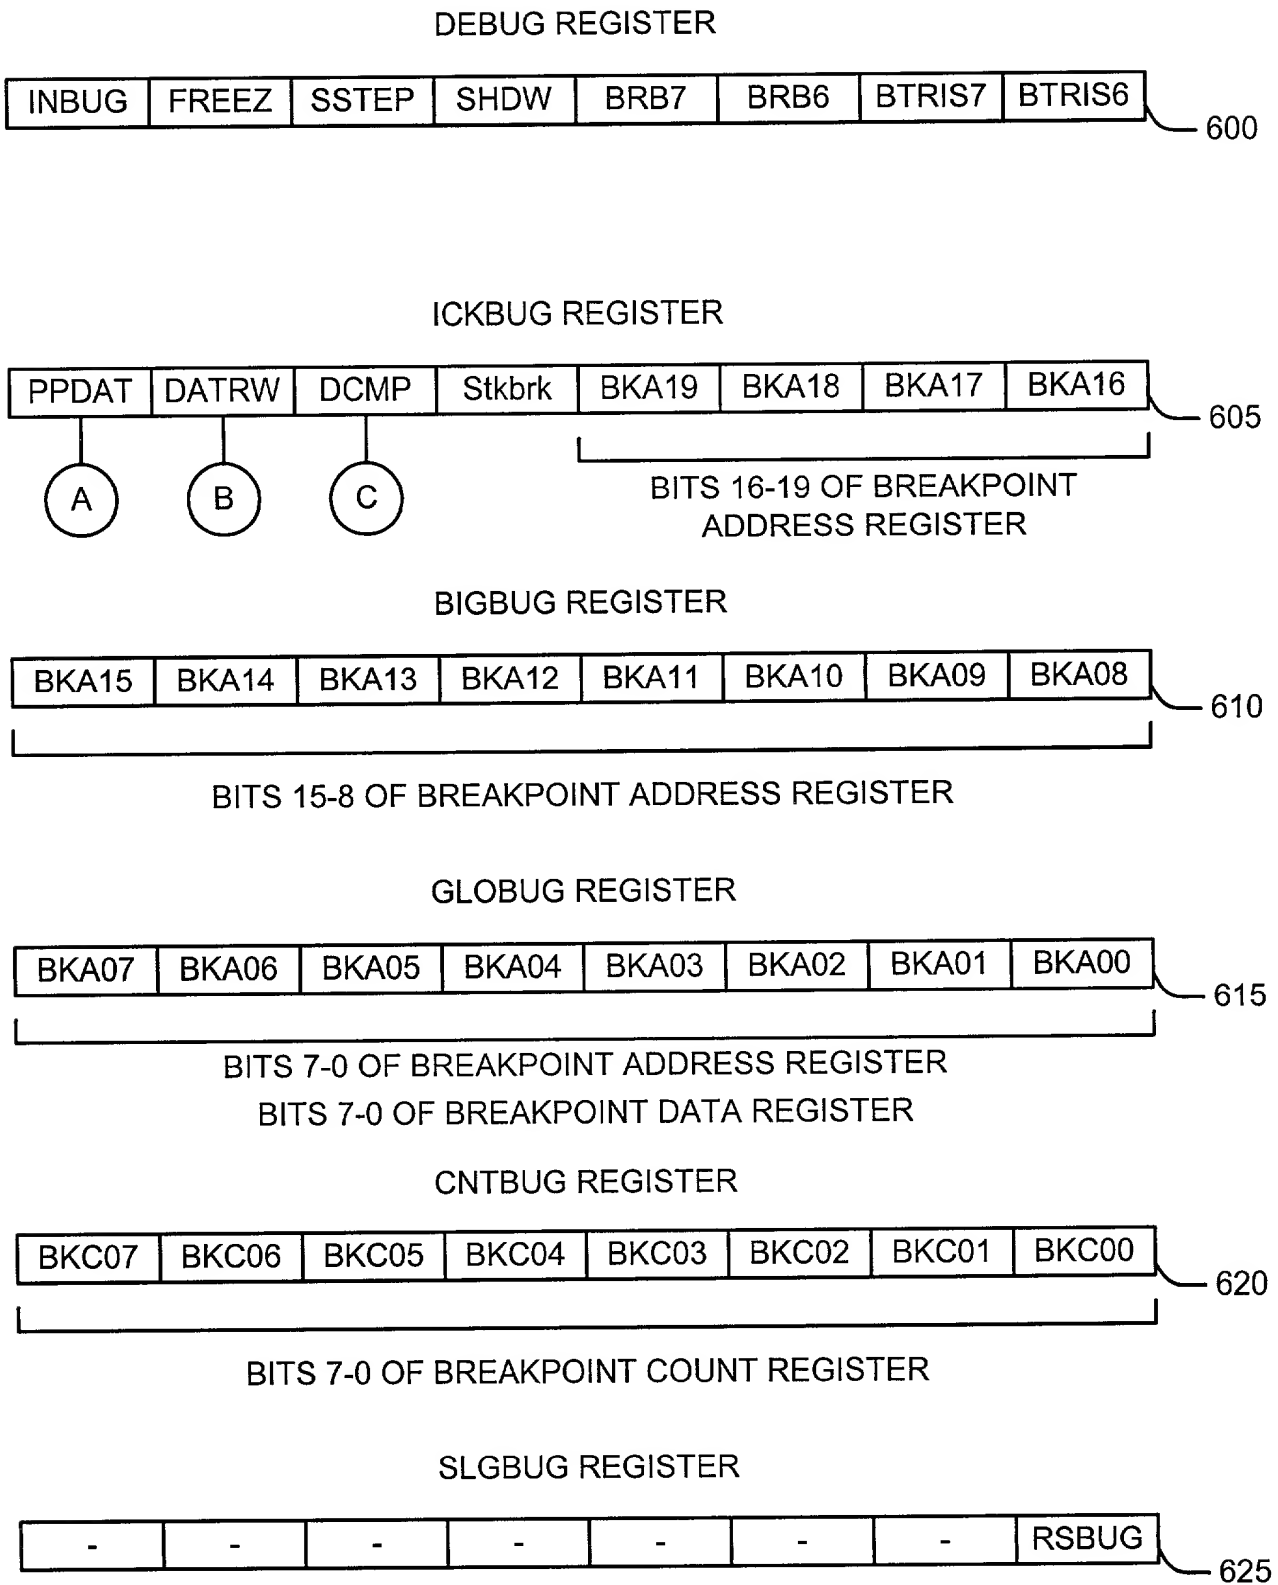 DEBUG REGISTER
INBUG FREEZ SSTEP SHDW BRB7 BRB6 BTRIS7 BTRIS6
600
ICKBUG REGISTER
PPDAT DATRW DCMP Stkbrk BKA19 BKA18 BKA17 BKA16
605
A B C
BITS 16-19 OF BREAKPOINT
ADDRESS REGISTER
BIGBUG REGISTER
BKA15 BKA14 BKA13 BKA12 BKA11 BKA10 BKA09 BKA08
610
BITS 15-8 OF BREAKPOINT ADDRESS REGISTER
GLOBUG REGISTER
BKA07 BKA06 BKA05 BKA04 BKA03 BKA02 BKA01 BKA00
615
BITS 7-0 OF BREAKPOINT ADDRESS REGISTER
BITS 7-0 OF BREAKPOINT DATA REGISTER
CNTBUG REGISTER
BKC07 BKC06 BKC05 BKC04 BKC03 BKC02 BKC01 BKC00
620
BITS 7-0 OF BREAKPOINT COUNT REGISTER
SLGBUG REGISTER
- - - - - - - RSBUG
625